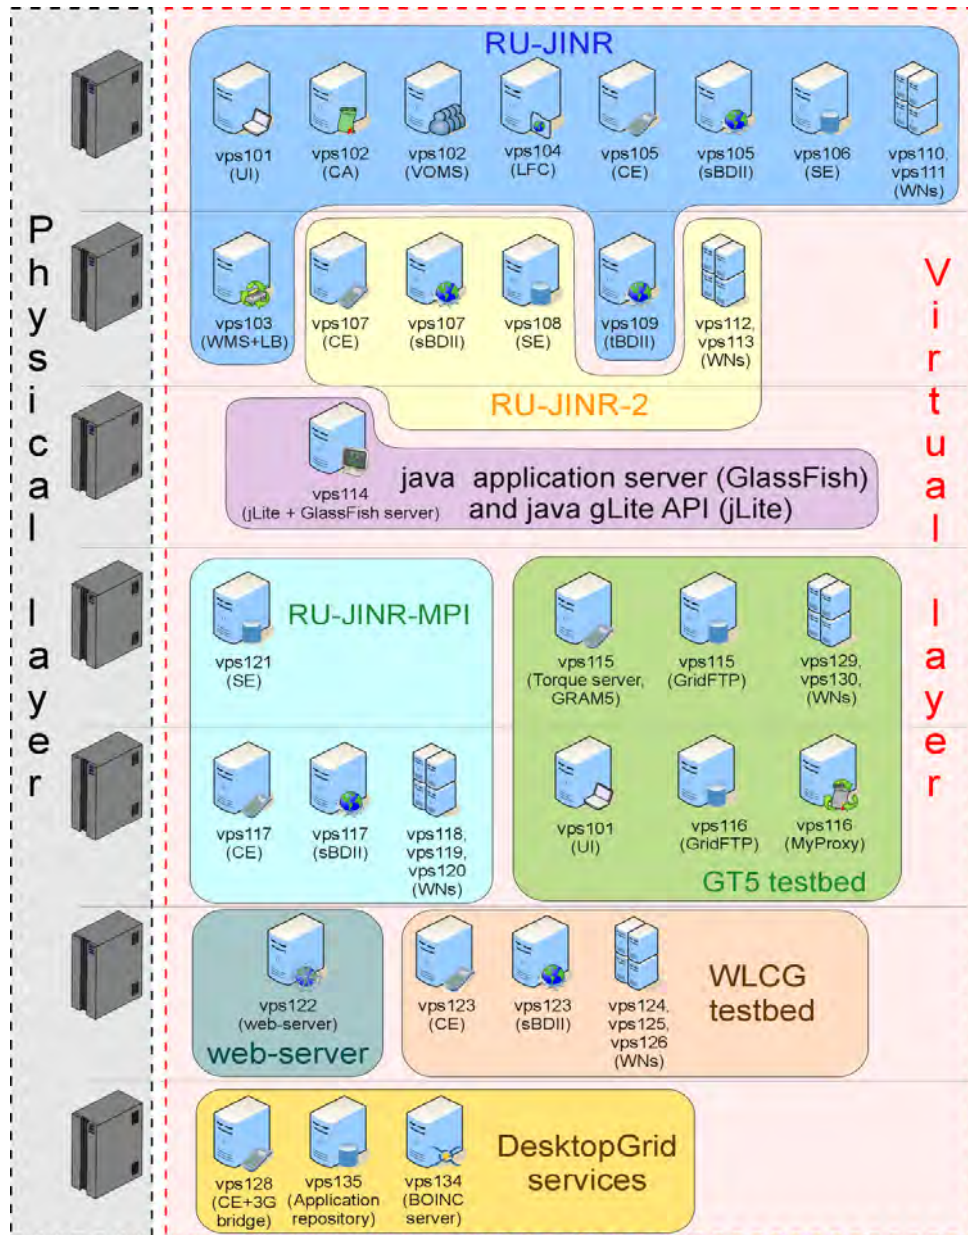 Physical layer
Virtual layer
RU-JINR
vps101
(UI)
vps102
(CA)
vps102
(VOMS)
vps104
(LFC)
vps105
(CE)
vps105
(sBDII)
vps106
(SE)
vps110,
vps111
(WNs)
vps103
(WMS+LB)
vps107
(CE)
vps107
(sBDII)
vps108
(SE)
vps109
(tBDII)
vps112,
vps113
(WNs)
RU-JINR-2
vps114
(jLite + GlassFish server)
java application server (GlassFish)
and java gLite API (jLite)
RU-JINR-MPI
vps121
(SE)
vps115
(Torque server,
GRAM5)
vps115
(GridFTP)
vps129,
vps130,
(WNs)
vps117
(CE)
vps117
(sBDII)
vps118,
vps119,
vps120
(WNs)
vps101
(UI)
vps116
(GridFTP)
vps116
(MyProxy)
GT5 testbed
vps122
(web-server)
web-server
vps123
(CE)
vps123
(sBDII)
vps124,
vps125,
vps126
(WNs)
WLCG
testbed
vps128
(CE+3G
bridge)
vps135
(Application
repository)
vps134
(BOINC
server)
DesktopGrid
services